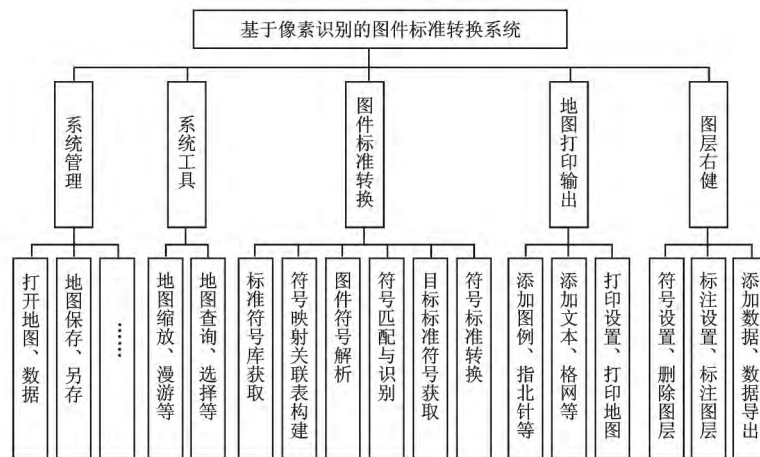 基于像素识别的图件标准转换系统
系统管理
系统工具
图件标准转换
地图打印输出
图层右健
打开地图、数据
地图保存、另存
……
地图缩放、漫游等
地图查询、选择等
标准符号库获取
符号映射关联表构建
图件符号解析
符号匹配与识别
目标标准符号获取
符号标准转换
添加图例、指北针等
添加文本、格网等
打印设置、打印地图
符号设置、删除图层
标注设置、标注图层
添加数据、数据导出